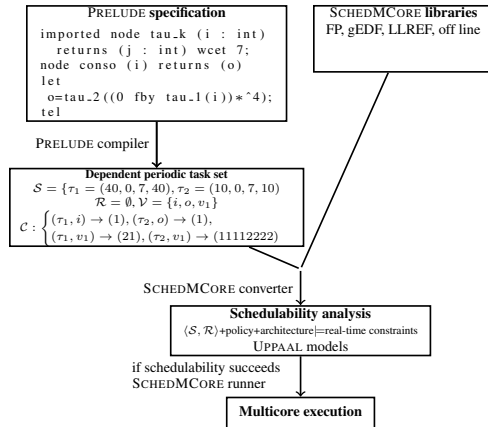 PRELUDE specification
imported node tau_k (i : int)
returns (j : int) wcet 7;
node conso (i) returns (o)
let
o=tau_2((0 fby tau_1(i))*^4);
tel
SCHEDMCORE libraries
FP, gEDF, LLREF, off line
PRELUDE compiler
Dependent periodic task set
S = {τ1 = (40, 0, 7, 40), τ2 = (10, 0, 7, 10)
R = ∅, V = {i, o, v1}
C : { (τ1, i) → (1), (τ2, o) → (1),
(τ1, v1) → (21), (τ2, v1) → (11112222)
SCHEDMCORE converter
Schedulability analysis
⟨S, R⟩+policy+architecture|=real-time constraints
UPPAAL models
if schedulability succeeds
SCHEDMCORE runner
Multicore execution